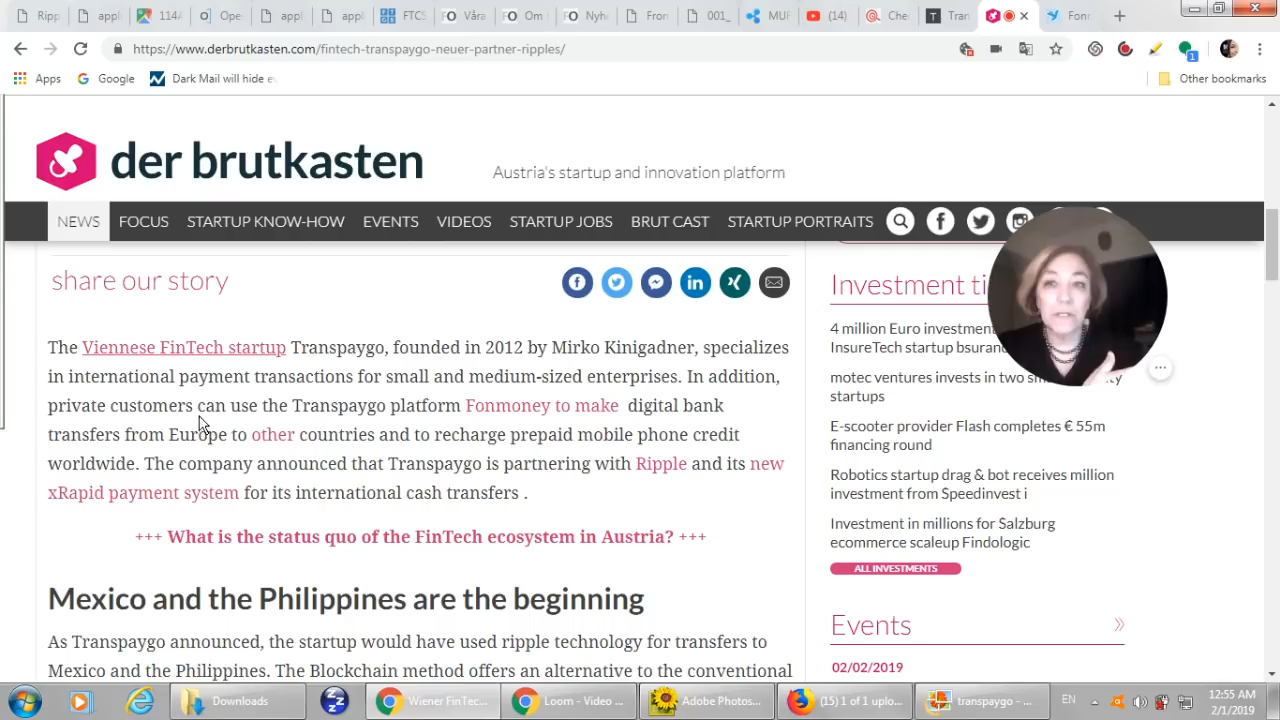 Ripp
114A
Ope
appl
appl
appl
FTCS
Våra
Om
Nyhe
Fron
001_
MUF
(14)
Che
Tran
Fonr
https://www.derbrutkasten.com/fintech-transpaygo-neuer-partner-ripples/
1
Apps
Google
Dark Mail will hide e
Other bookmarks
der brutkasten
Austria's startup and innovation platform
NEWS FOCUS STARTUP KNOW-HOW EVENTS VIDEOS STARTUP JOBS BRUT CAST STARTUP PORTRAITS
share our story
The Viennese FinTech startup Transpaygo, founded in 2012 by Mirko Kinigadner, specializes
in international payment transactions for small and medium-sized enterprises. In addition,
private customers can use the Transpaygo platform Fonmoney to make digital bank
transfers from Europe to other countries and to recharge prepaid mobile phone credit
worldwide. The company announced that Transpaygo is partnering with Ripple and its new
xRapid payment system for its international cash transfers .
+++ What is the status quo of the FinTech ecosystem in Austria? +++
Mexico and the Philippines are the beginning
As Transpaygo announced, the startup would have used ripple technology for transfers to
Mexico and the Philippines. The Blockchain method offers an alternative to the conventional
Investment ti
4 million Euro investment
InsureTech startup bsuran
motec ventures invests in two
startups
E-scooter provider Flash completes € 55m
financing round
Robotics startup drag & bot receives million
investment from Speedinvest i
Investment in millions for Salzburg
ecommerce scaleup Findologic
ALL INVESTMENTS
Events
02/02/2019
Downloads
Wiener FinTec...
Loom - Video ...
Adobe Photos...
(15) 1 of 1 uplo...
transpaygo - ...
EN
12:55 AM
2/1/2019